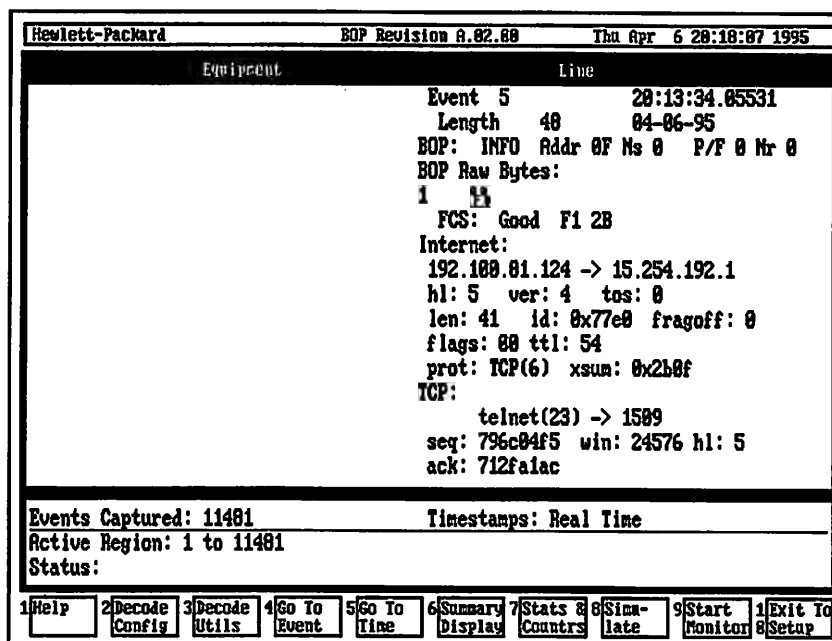 Hewlett-Packard BOP Revision A.02.00 Thu Apr 6 20:18:07 1995
Equipment Line
Event 5 20:13:34.05531
Length 48 04-06-95
BOP: INFO Addr 0F Ns 0 P/F 0 Nr 0
BOP Raw Bytes:
1
FCS: Good F1 2B
Internet:
192.100.81.124 -> 15.254.192.1
hl: 5 ver: 4 tos: 0
len: 41 id: 0x77e0 fragoff: 0
flags: 00 ttl: 54
prot: TCP(6) xsum: 0x2b0f
TCP:
telnet(23) -> 1509
seq: 796c04f5 win: 24576 hl: 5
ack: 712fa1ac
Events Captured: 11401 Timestamps: Real Time
Active Region: 1 to 11401
Status:
1 Help 2 Decode 3 Decode 4 Go To 5 Go To 6 Summary 7 Stats & 8 Simu- 9 Start 1 Exit To
Config Utils Event Time Display Countrs late Monitor 0 Setup